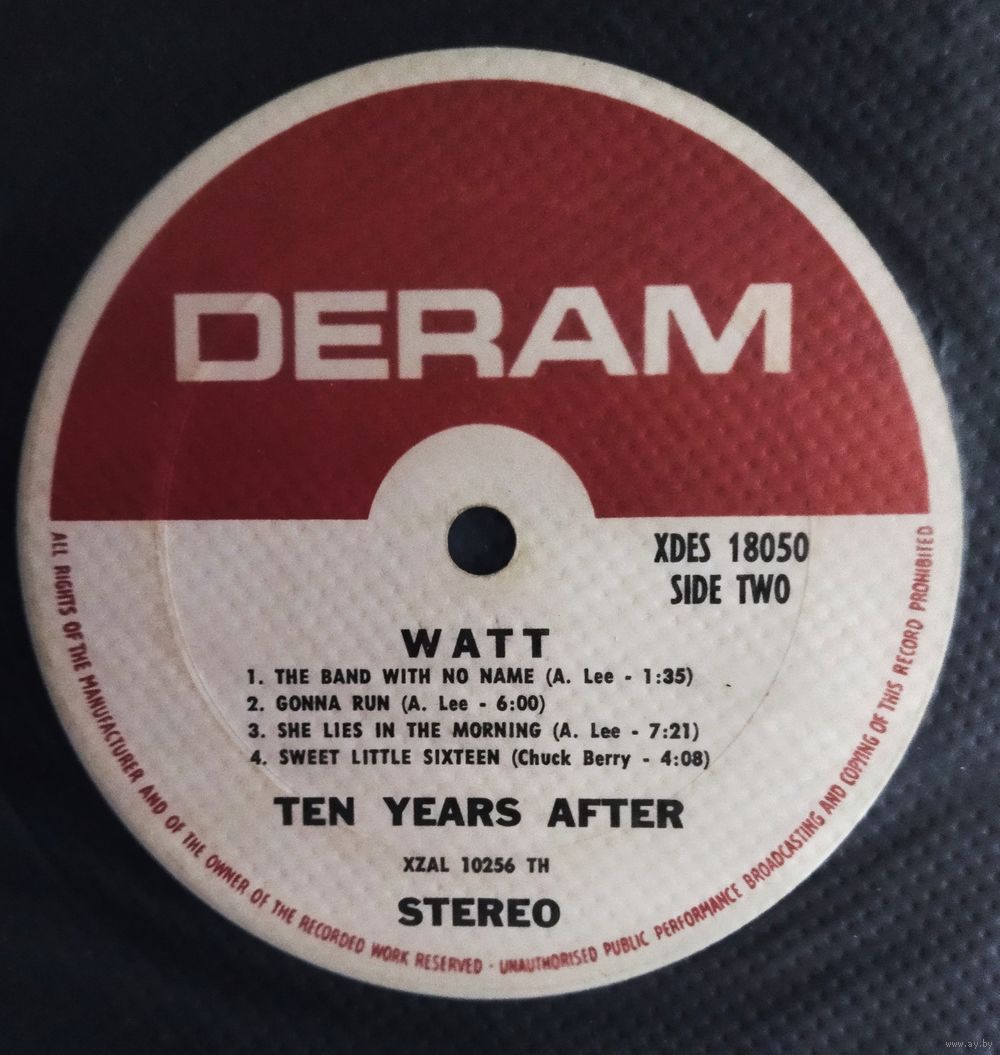 DERAM
XDES 18050
SIDE TWO
WATT
1. THE BAND WITH NO NAME (A. Lee - 1:35)
2. GONNA RUN (A. Lee - 6:00)
3. SHE LIES IN THE MORNING (A. Lee - 7:21)
4. SWEET LITTLE SIXTEEN (Chuck Berry - 4:08)
TEN YEARS AFTER
XZAL 10256 TH
STEREO
ALL RIGHTS OF THE MANUFACTURER AND OF THE OWNER OF THE RECORDED WORK RESERVED · UNAUTHORISED PUBLIC PERFORMANCE BROADCASTING AND COPYING OF THIS RECORD PROHIBITED
www.ay.by